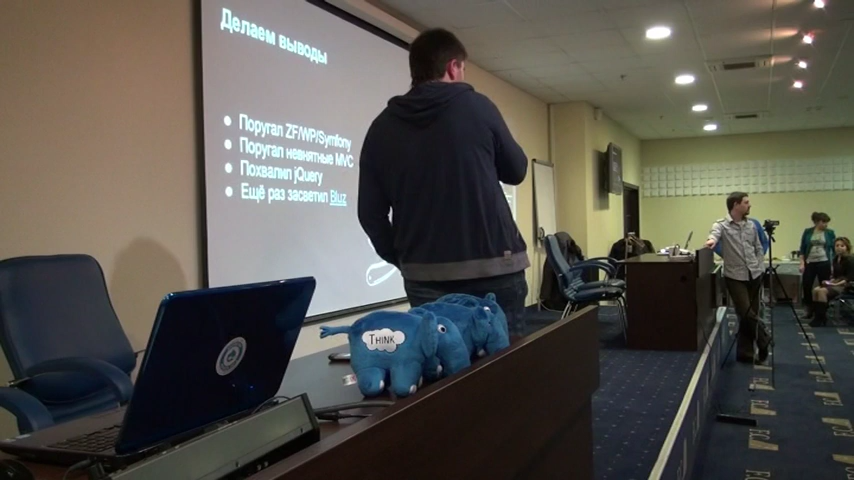 Делаем выводы
● Поругал ZF/WP/Symfony
● Поругал невнятные MVC
● Похвалил jQuery
● Ещё раз засветил Bluz
THINK